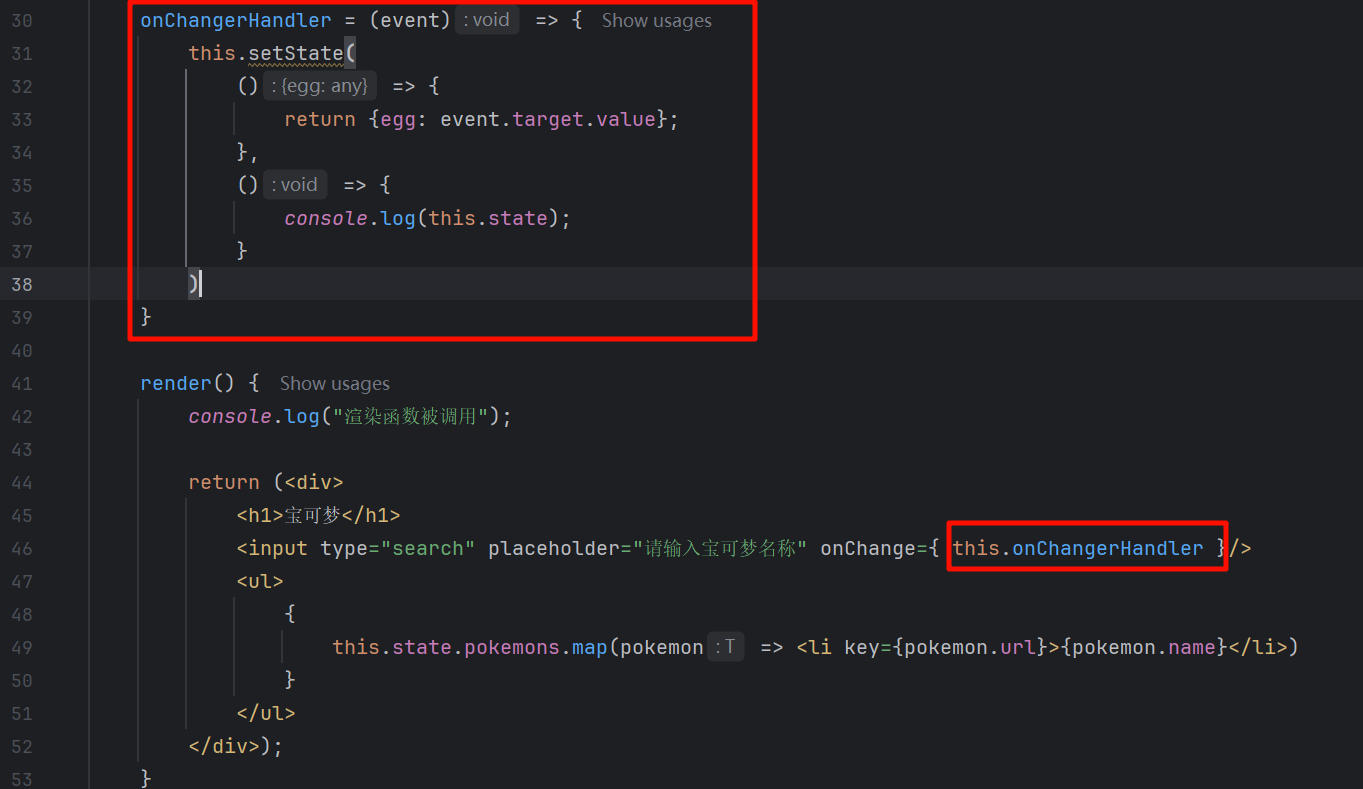 30 onChangerHandler = (event) : void => { Show usages
31 this.setState(
32 () : {egg: any} => {
33 return {egg: event.target.value};
34 },
35 () : void => {
36 console.log(this.state);
37 }
38 )
39 }
40
41 render() { Show usages
42 console.log("渲染函数被调用");
43
44 return (<div>
45 <h1>宝可梦</h1>
46 <input type="search" placeholder="请输入宝可梦名称" onChange={ this.onChangerHandler }/>
47 <ul>
48 {
49 this.state.pokemons.map(pokemon : T => <li key={pokemon.url}>{pokemon.name}</li>)
50 }
51 </ul>
52 </div>);
53 }